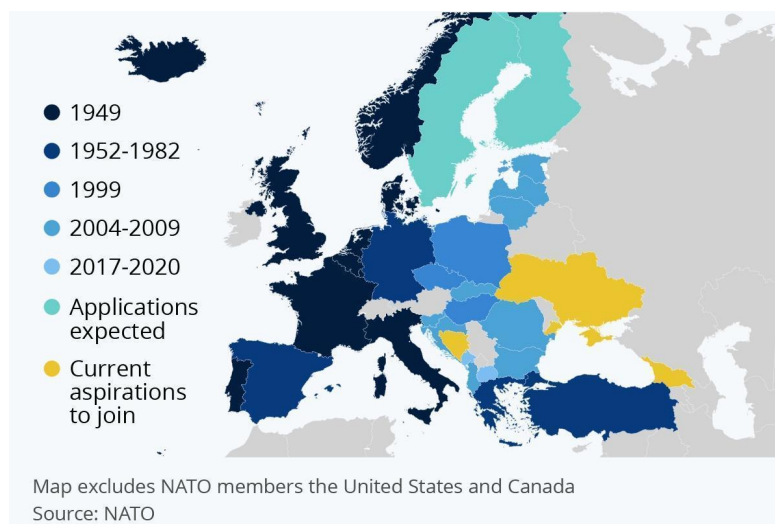 1949
1952-1982
1999
2004-2009
2017-2020
Applications
expected
Current
aspirations
to join
Map excludes NATO members the United States and Canada
Source: NATO